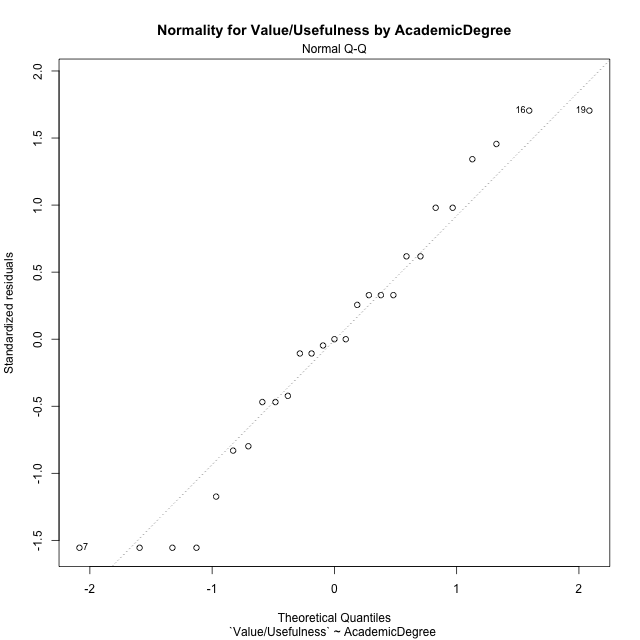 Normality for Value/Usefulness by AcademicDegree
Normal Q-Q
2.0
1.5
1.0
0.5
0.0
-0.5
-1.0
-1.5
Standardized residuals
16
19
7
-2 -1 0 1 2
Theoretical Quantiles
`Value/Usefulness` ~ AcademicDegree